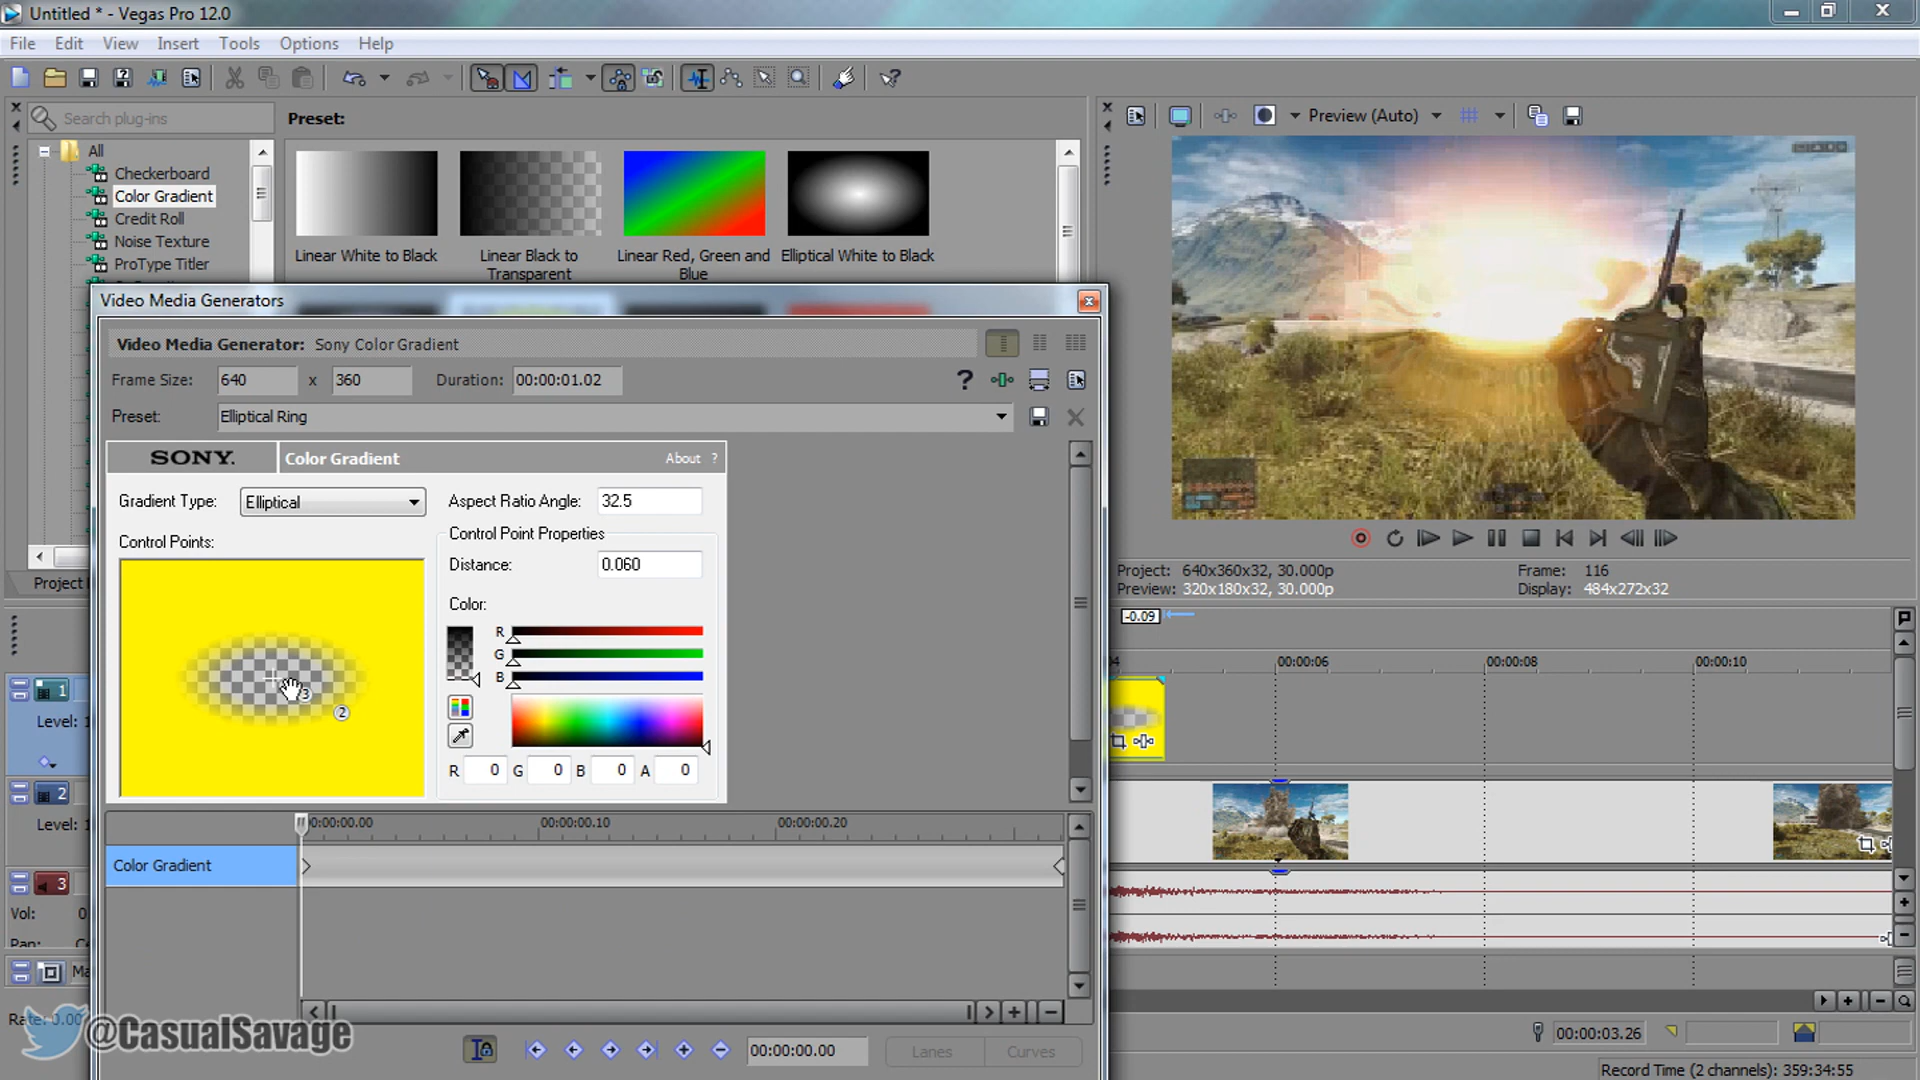 Untitled * - Vegas Pro 12.0
File Edit View Insert Tools Options Help
Search plug-ins
Preset:
Preview (Auto)
All
Checkerboard
Color Gradient
Credit Roll
Noise Texture
ProType Titler
Linear White to Black
Linear Black to Transparent
Linear Red, Green and Blue
Elliptical White to Black
Video Media Generators
Video Media Generator: Sony Color Gradient
Frame Size: 640 x 360 Duration: 00:00:01.02
Preset: Elliptical Ring
SONY. Color Gradient About ?
Gradient Type: Elliptical
Aspect Ratio Angle: 32.5
Control Point Properties
Control Points:
Distance: 0.060
Color:
R
G
B
3
2
R 0 G 0 B 0 A 0
Project
1
Level:
2
Level:
3
Vol: 0
Pan:
Ma
Rate: 0.00
00:00:00.00 00:00:00.10 00:00:00.20
Color Gradient
00:00:00.00 Lanes Curves
Project: 640x360x32, 30.000p
Preview: 320x180x32, 30.000p
Frame: 116
Display: 484x272x32
-0.09
00:00:06 00:00:08 00:00:10
00:00:03.26
Record Time (2 channels): 359:34:55
@CasualSavage